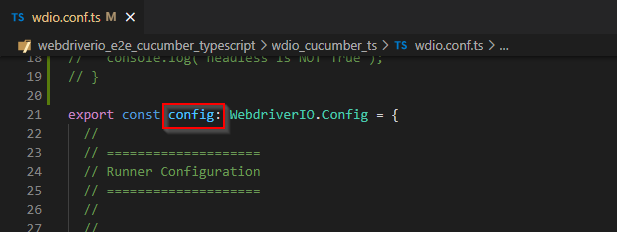 TS wdio.conf.ts M ×
webdriverio_e2e_cucumber_typescript > wdio_cucumber_ts > TS wdio.conf.ts > ...
18 // console.log("headless is NOT True");
19 // }
20
21 export const config: WebdriverIO.Config = {
22 //
23 // ====================
24 // Runner Configuration
25 // ====================
26 //
27 //